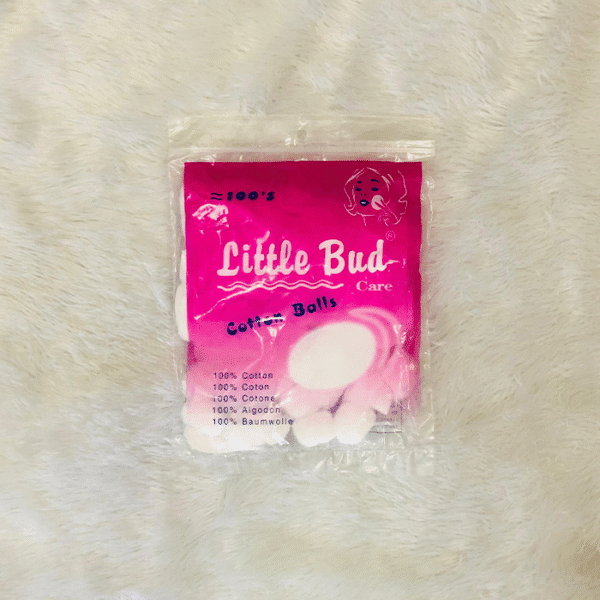 ≈100's
®
Little Bud
Care
Cotton Balls
100% Cotton
100% Coton
100% Cotone
100% Algodon
100% Baumwolle